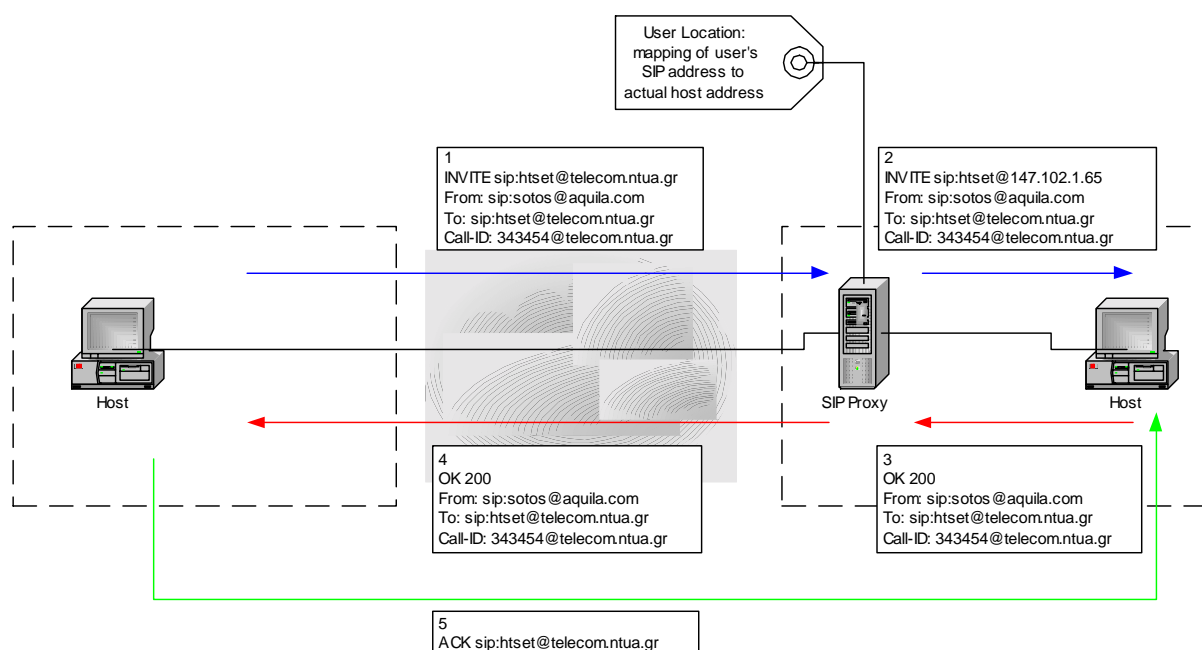 User Location:
mapping of user's
SIP address to
actual host address
1
INVITE sip:htset@telecom.ntua.gr
From: sip:sotos@aquila.com
To: sip:htset@telecom.ntua.gr
Call-ID: 343454@telecom.ntua.gr
2
INVITE sip:htset@147.102.1.65
From: sip:sotos@aquila.com
To: sip:htset@telecom.ntua.gr
Call-ID: 343454@telecom.ntua.gr
Host
SIP Proxy
Host
4
OK 200
From: sip:sotos@aquila.com
To: sip:htset@telecom.ntua.gr
Call-ID: 343454@telecom.ntua.gr
3
OK 200
From: sip:sotos@aquila.com
To: sip:htset@telecom.ntua.gr
Call-ID: 343454@telecom.ntua.gr
5
ACK sip:htset@telecom.ntua.gr